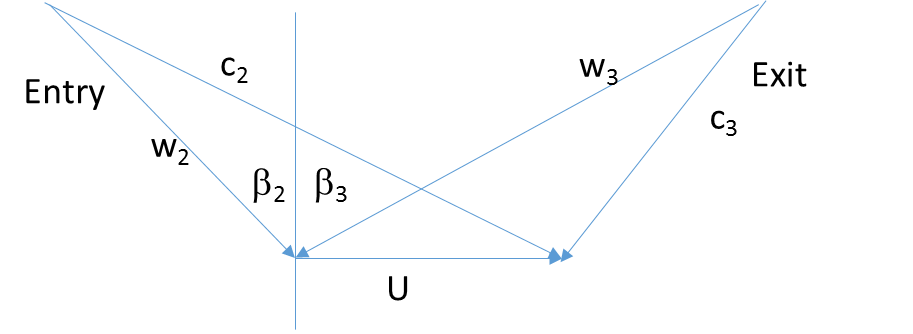 c₂
w₃
Entry
Exit
w₂
c₃
β₂
β₃
U